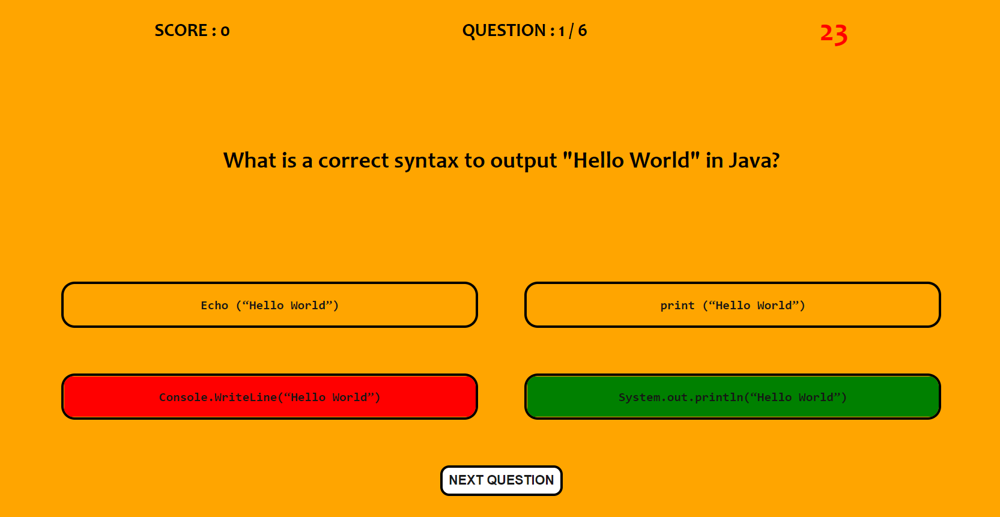 SCORE : 0
QUESTION : 1 / 6
23
What is a correct syntax to output "Hello World" in Java?
Echo (“Hello World”)
print (“Hello World”)
Console.WriteLine(“Hello World”)
System.out.println(“Hello World”)
NEXT QUESTION